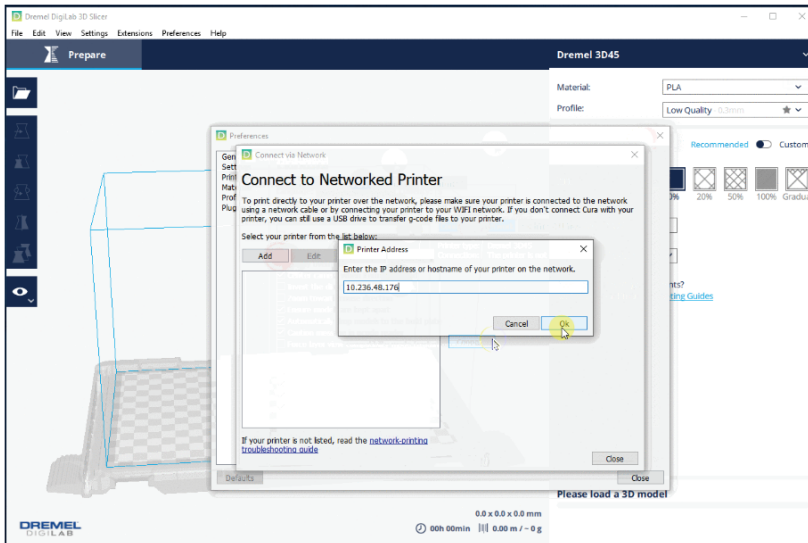 Dremel DigiLab 3D Slicer
File Edit View Settings Extensions Preferences Help
Prepare
Dremel 3D45
Material: PLA
Profile: Low Quality 0.3mm
Preferences
Recommended Custom
Connect via Network
Connect to Networked Printer
To print directly to your printer over the network, please make sure your printer is connected to the network
using a network cable or by connecting your printer to your WIFI network. If you don't connect Cura with your
printer, you can still use a USB drive to transfer g-code files to your printer.
Select your printer from the list below:
Add Edit
20% 50% 100% Gradua
Printer Address
Enter the IP address or hostname of your printer on the network.
10.236.48.176
Cancel Ok
If your printer is not listed, read the network-printing
troubleshooting guide
Close
Defaults Close
Please load a 3D model
0.0 x 0.0 x 0.0 mm
00h 00min 0.00 m / ~ 0 g
DREMEL
DIGILAB